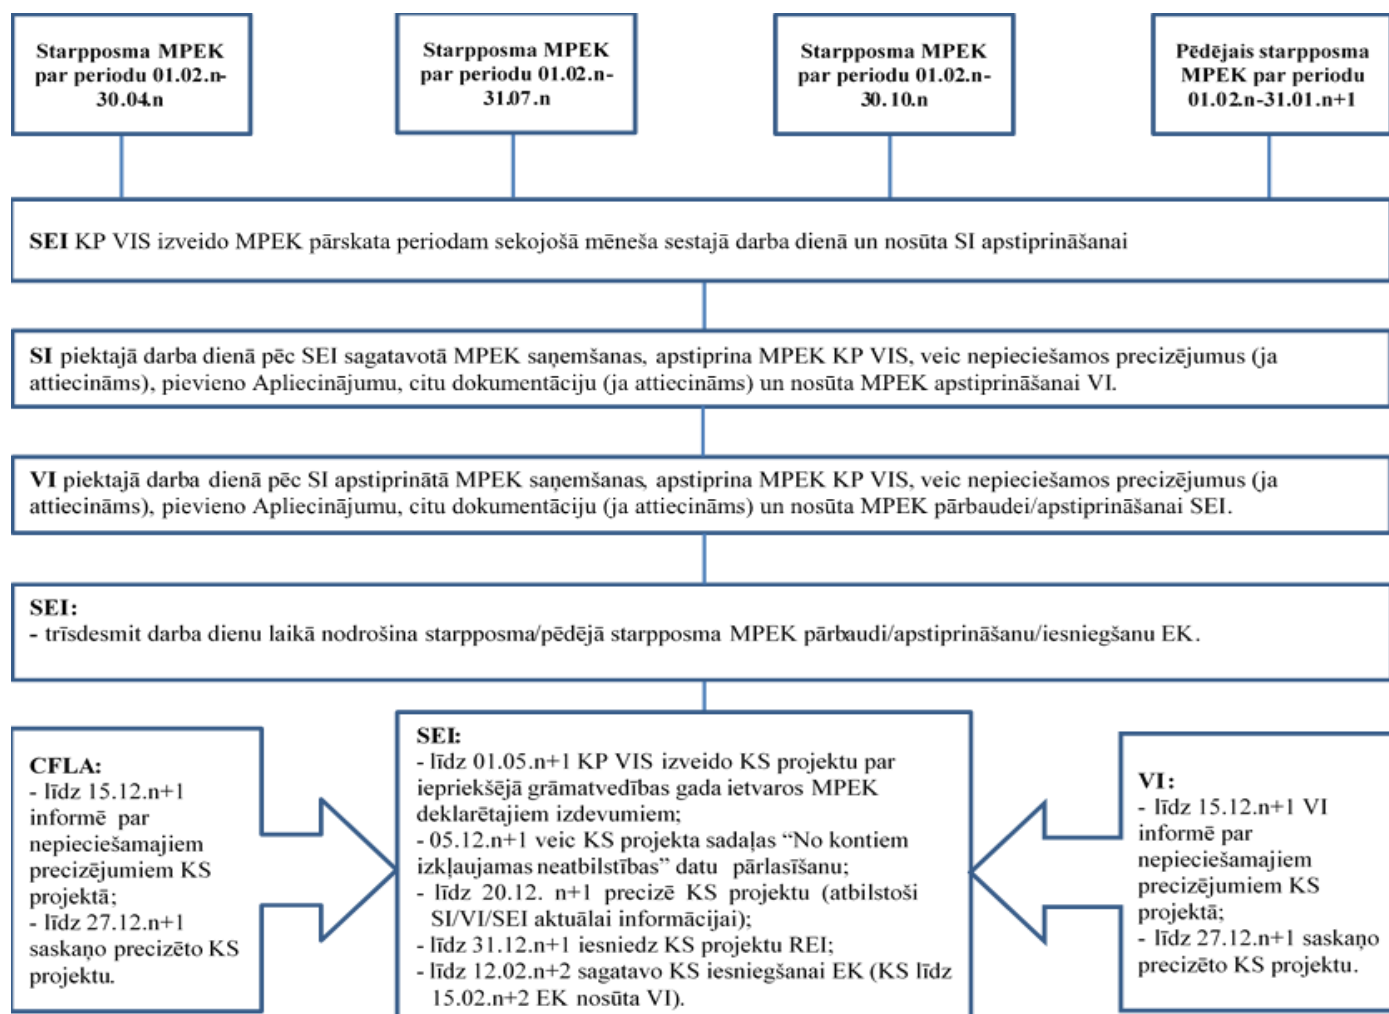 Starpposma MPEK
par periodu 01.02.n-
30.04.n
Starpposma MPEK
par periodu 01.02.n-
31.07.n
Starpposma MPEK
par periodu 01.02.n-
30.10.n
Pēdējais starpposma
MPEK par periodu
01.02.n-31.01.n+1
SEI KP VIS izveido MPEK pārskata periodam sekojošā mēneša sestajā darba dienā un nosūta SI apstiprināšanai
SI piektajā darba dienā pēc SEI sagatavotā MPEK saņemšanas, apstiprina MPEK KP VIS, veic nepieciešamos precizējumus (ja
attiecināms), pievieno Apliecinājumu, citu dokumentāciju (ja attiecināms) un nosūta MPEK apstiprināšanai VI.
VI piektajā darba dienā pēc SI apstiprinātā MPEK saņemšanas, apstiprina MPEK KP VIS, veic nepieciešamos precizējumus (ja
attiecināms), pievieno Apliecinājumu, citu dokumentāciju (ja attiecināms) un nosūta MPEK pārbaudei/apstiprināšanai SEI.
SEI:
- trīsdesmit darba dienu laikā nodrošina starpposma/pēdējā starpposma MPEK pārbaudi/apstiprināšanu/iesniegšanu EK.
CFLA:
- līdz 15.12.n+1
informē par
nepieciešamajiem
precizējumiem KS
projektā;
- līdz 27.12.n+1
saskaņo precizēto KS
projektu.
SEI:
- līdz 01.05.n+1 KP VIS izveido KS projektu par
iepriekšējā grāmatvedības gada ietvaros MPEK
deklarētajiem izdevumiem;
- 05.12.n+1 veic KS projekta sadaļas “No kontiem
izkļaujamas neatbilstības” datu pārlasīšanu;
- līdz 20.12. n+1 precizē KS projektu (atbilstoši
SI/VI/SEI aktuālai informācijai);
- līdz 31.12.n+1 iesniedz KS projektu REI;
- līdz 12.02.n+2 sagatavo KS iesniegšanai EK (KS līdz
15.02.n+2 EK nosūta VI).
VI:
- līdz 15.12.n+1 VI
informē par
nepieciešamajiem
precizējumiem KS
projektā;
- līdz 27.12.n+1 saskaņo
precizēto KS projektu.